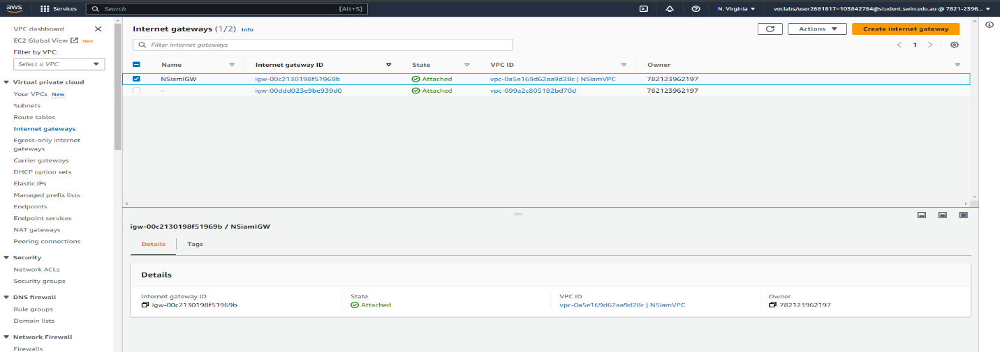 aws Services Search [Alt+S] N. Virginia voclabs/user2681817=103842784@student.swin.edu.au @ 7821-2396...
VPC dashboard
EC2 Global View New
Filter by VPC:
Select a VPC
Virtual private cloud
Your VPCs New
Subnets
Route tables
Internet gateways
Egress-only internet
gateways
Carrier gateways
DHCP option sets
Elastic IPs
Managed prefix lists
Endpoints
Endpoint services
NAT gateways
Peering connections
Security
Network ACLs
Security groups
DNS firewall
Rule groups
Domain lists
Network Firewall
Firewalls
Internet gateways (1/2) Info
Actions
Create internet gateway
Filter internet gateways
1
Name Internet gateway ID State VPC ID Owner
NSiamIGW igw-00c2130198f51969b Attached vpc-0a5e169d62aa9d28c | NSiamVPC 782123962197
– igw-00ddd023e9be939d0 Attached vpc-099a2c805182bd70d 782123962197
igw-00c2130198f51969b / NSiamIGW
Details Tags
Details
Internet gateway ID State VPC ID Owner
igw-00c2130198f51969b Attached vpc-0a5e169d62aa9d28c | NSiamVPC 782123962197